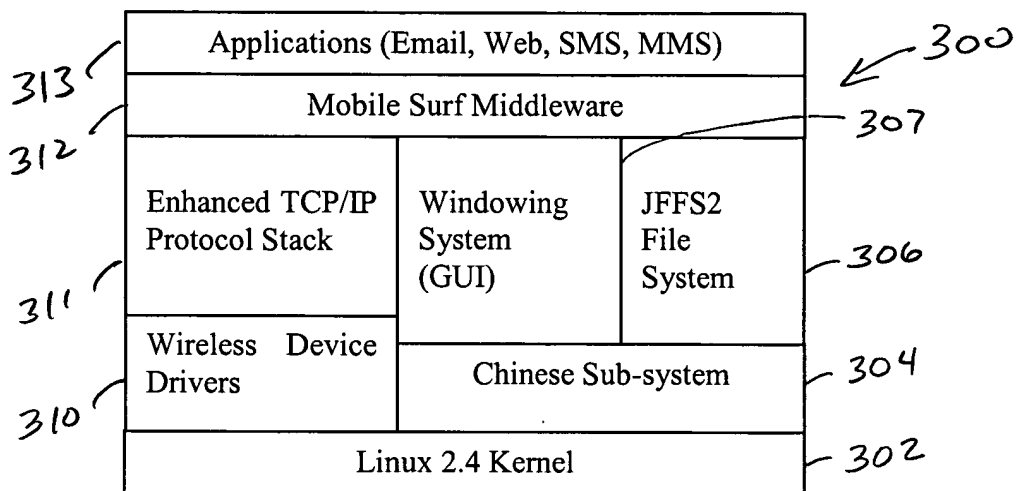 Applications (Email, Web, SMS, MMS)
300
313
Mobile Surf Middleware
312
307
Enhanced TCP/IP
Protocol Stack
Windowing
System
(GUI)
JFFS2
File
System
311
306
Wireless Device
Drivers
310
Chinese Sub-system
304
Linux 2.4 Kernel
302